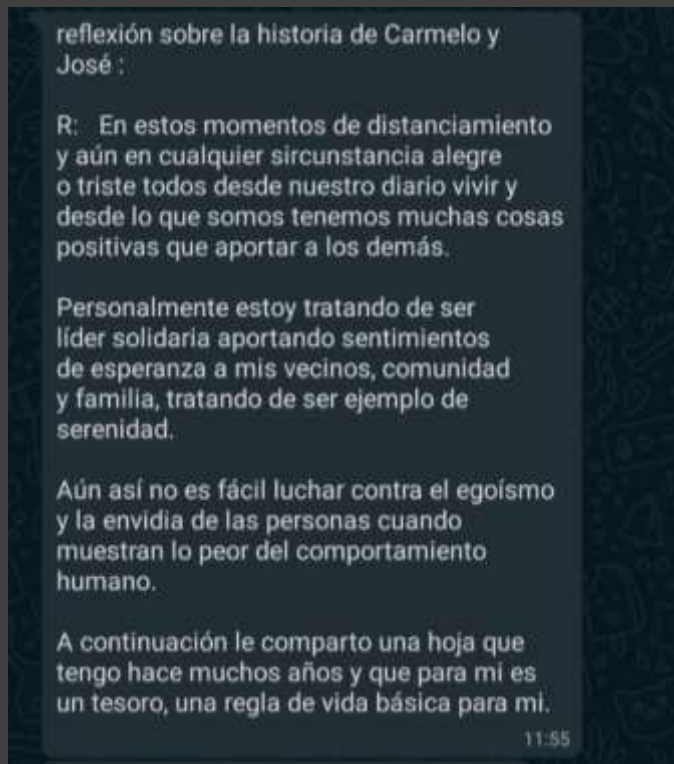 reflexión sobre la historia de Carmelo y
José :
R:   En estos momentos de distanciamiento
y aún en cualquier sircunstancia alegre
o triste todos desde nuestro diario vivir y
desde lo que somos tenemos muchas cosas
positivas que aportar a los demás.
Personalmente estoy tratando de ser
líder solidaria aportando sentimientos
de esperanza a mis vecinos, comunidad
y familia, tratando de ser ejemplo de
serenidad.
Aún así no es fácil luchar contra el egoísmo
y la envidia de las personas cuando
muestran lo peor del comportamiento
humano.
A continuación le comparto una hoja que
tengo hace muchos años y que para mi es
un tesoro, una regla de vida básica para mi.
11:55